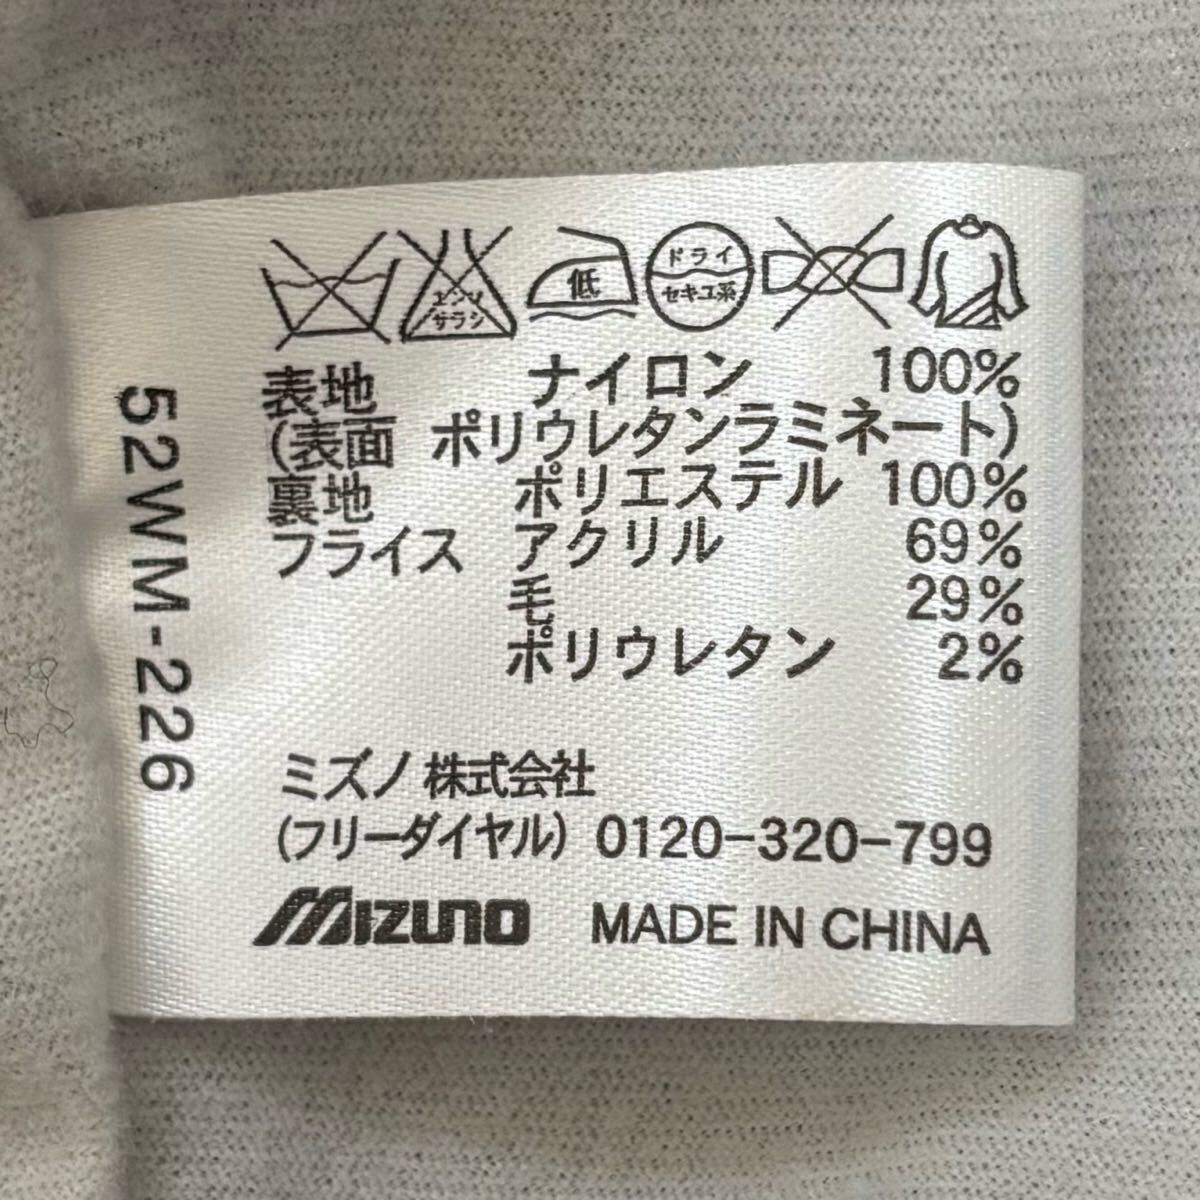 エンソ
サラシ
低
ドライ
セキユ系
表地 ナイロン 100%
(表面 ポリウレタンラミネート)
裏地 ポリエステル 100%
フライス アクリル 69%
毛 29%
ポリウレタン 2%
ミズノ株式会社
(フリーダイヤル) 0120-320-799
MIZUNO MADE IN CHINA
52WM-226